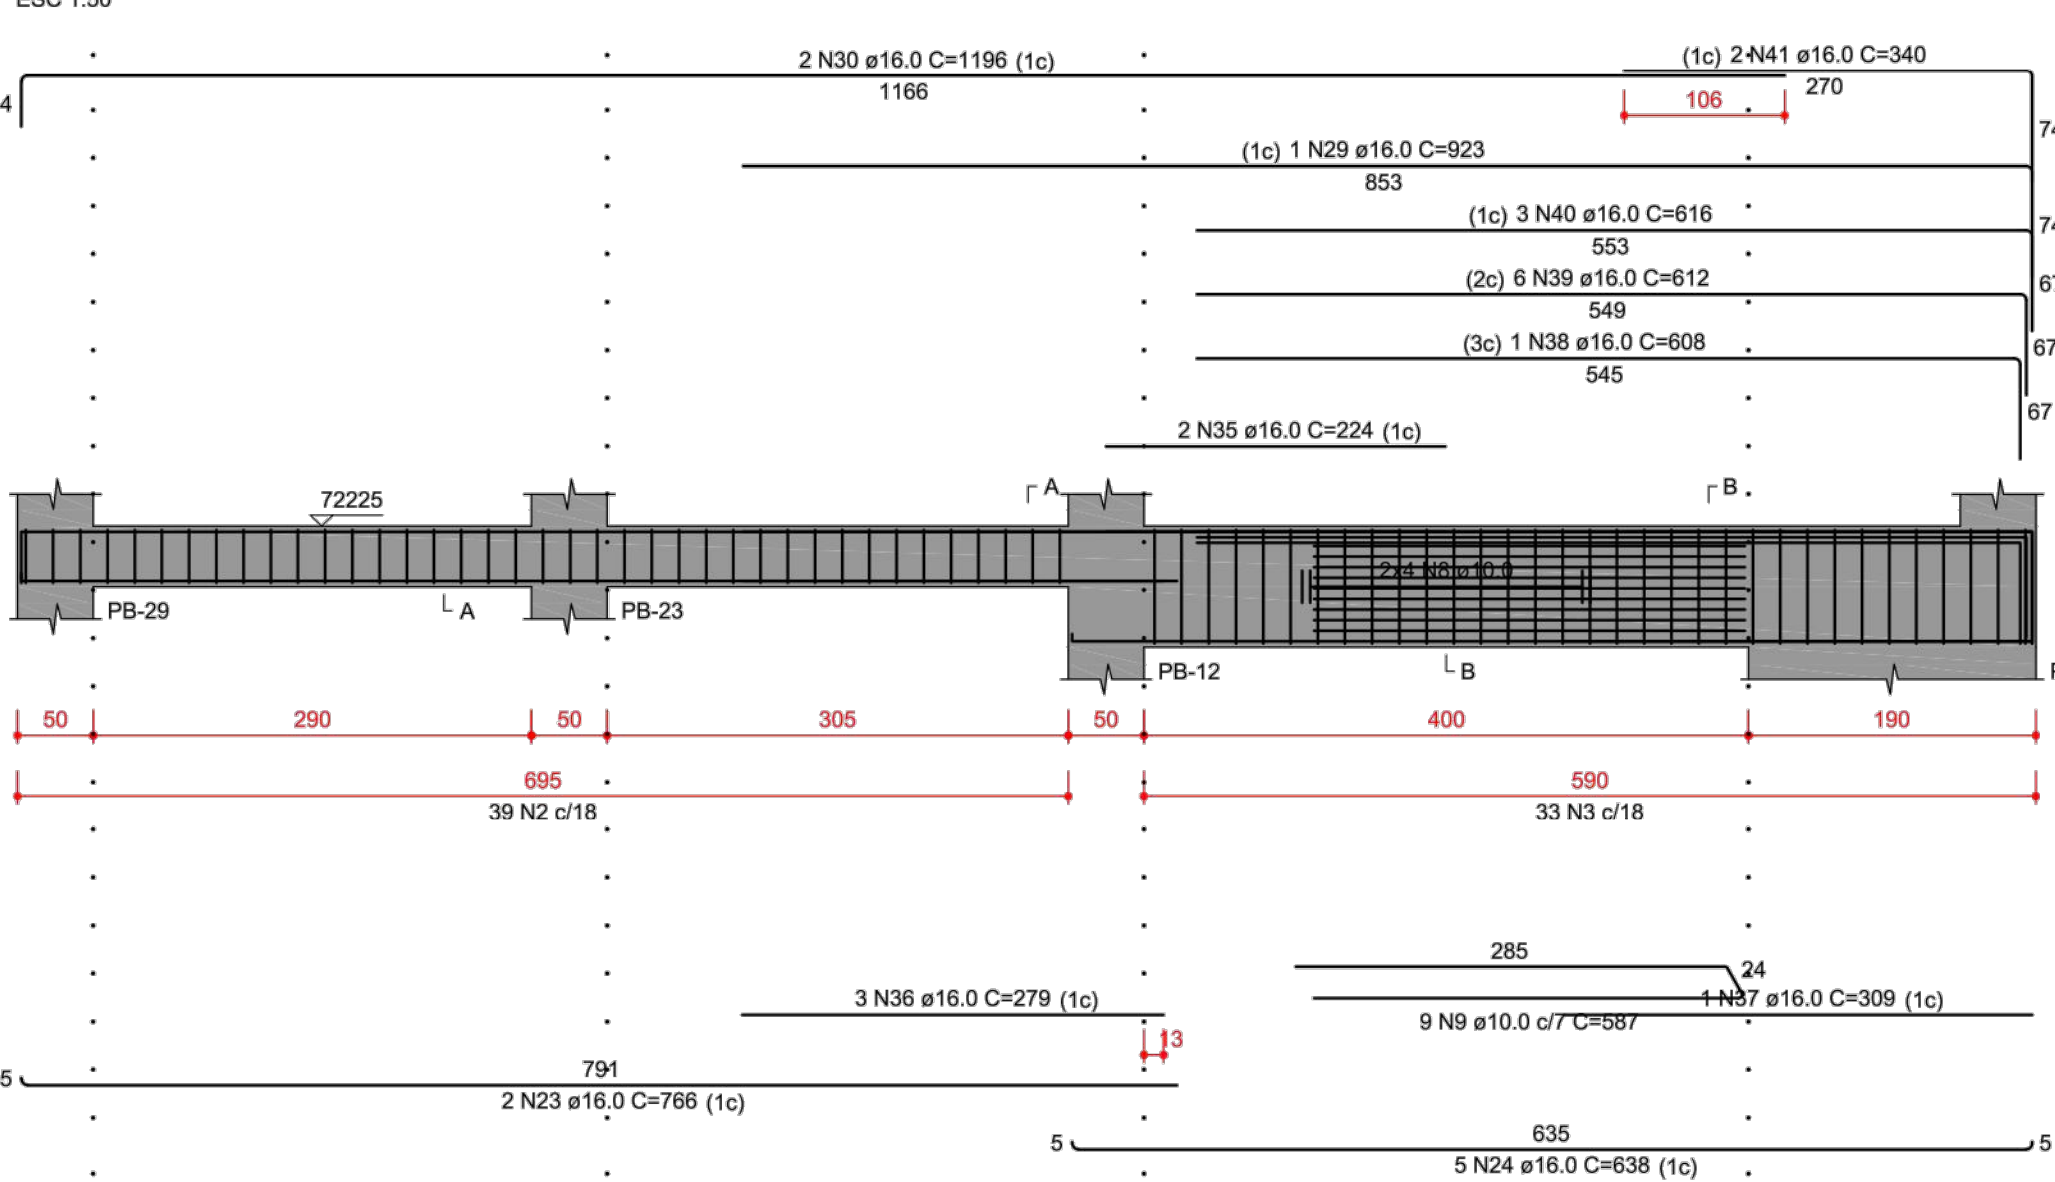 ESC 1:50
2 N30 ø16.0 C=1196 (1c)
1166
4
(1c) 2 N41 ø16.0 C=340
270
106
74
(1c) 1 N29 ø16.0 C=923
853
74
(1c) 3 N40 ø16.0 C=616
553
67
(2c) 6 N39 ø16.0 C=612
549
67
(3c) 1 N38 ø16.0 C=608
545
67
2 N35 ø16.0 C=224 (1c)
72225
A
B
2x4 N8 ø10.0
PB-29
A
PB-23
PB-12
B
50 290 50 305 50 400 190
695
39 N2 c/18
590
33 N3 c/18
285
24
3 N36 ø16.0 C=279 (1c)
1 N37 ø16.0 C=309 (1c)
9 N9 ø10.0 c/7 C=587
13
791
5
2 N23 ø16.0 C=766 (1c)
635
5
5
5 N24 ø16.0 C=638 (1c)